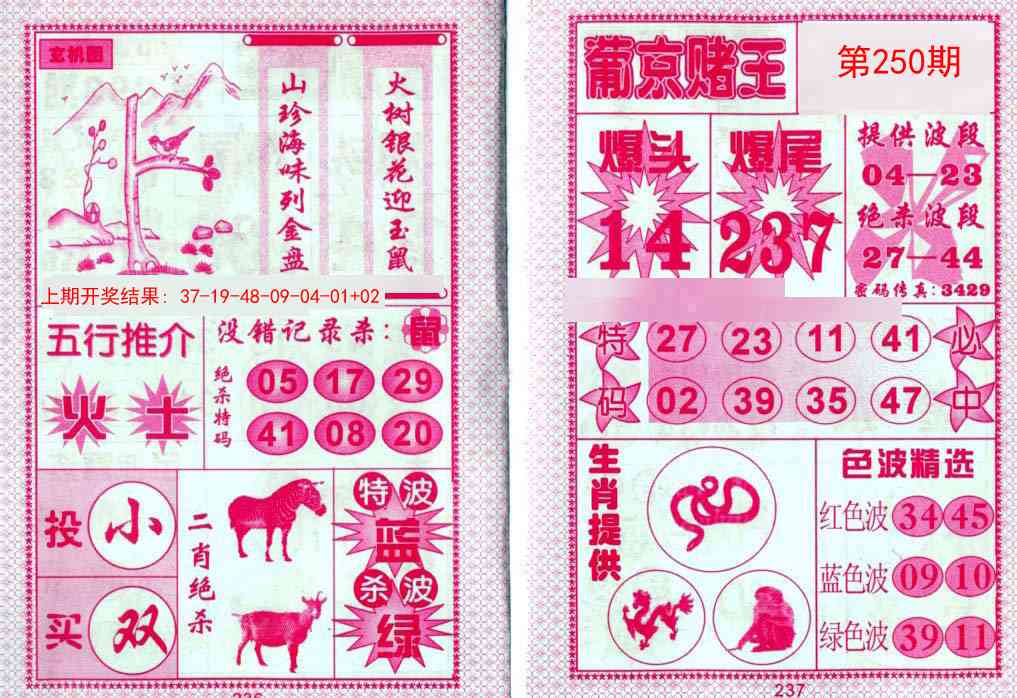 玄机图
火树银花迎玉鼠
山珍海味列金盘
上期开奖结果：37-19-48-09-04-01+02
五行推介
火 土
没错记录杀：鼠
绝杀特码
05 17 29
41 08 20
投 小
买 双
二肖绝杀
特波
蓝
杀波
绿
葡京赌王
第250期
爆头
14
爆尾
237
提供波段
04—23
绝杀波段
27—44
密码传真：3429
特码
27 23 11 41
02 39 35 47
必中
生肖提供
色波精选
红色波 34 45
蓝色波 09 10
绿色波 39 11
237